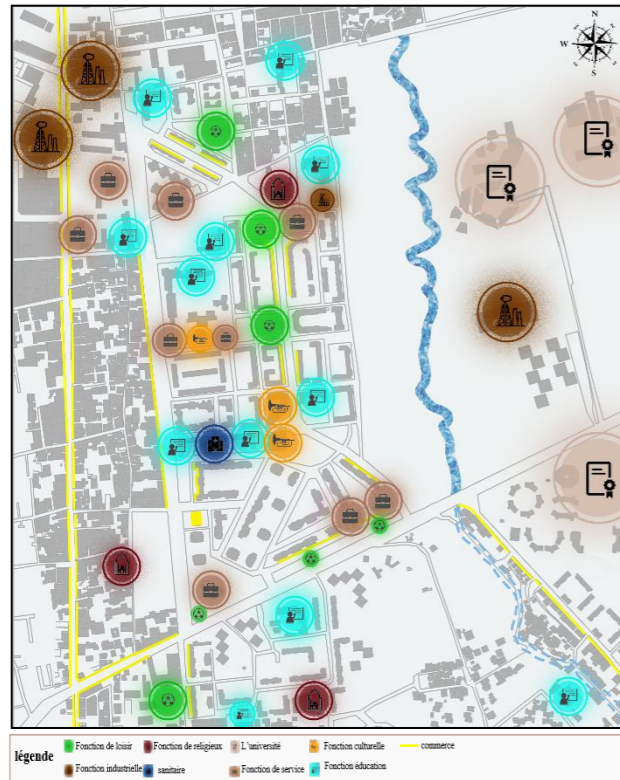 N
W E
S
légende
Fonction de loisir Fonction de religieux L'université Fonction culturelle commerce
Fonction industrielle sanitaire Fonction de service Fonction éducation